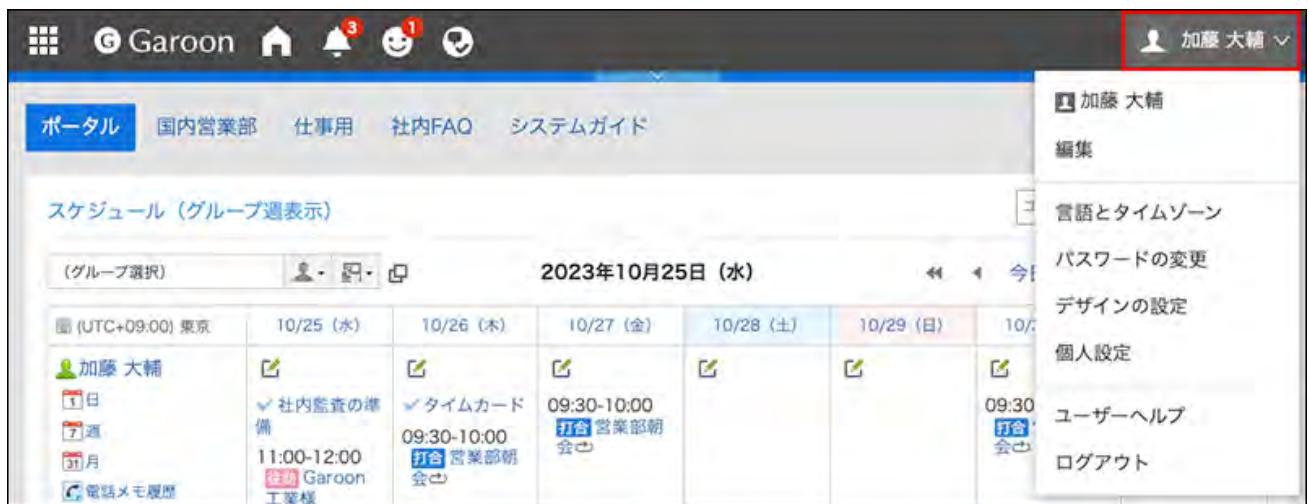 Garoon 3 1 加藤 大輔
加藤 大輔
編集
言語とタイムゾーン
パスワードの変更
デザインの設定
個人設定
ユーザーヘルプ
ログアウト
ポータル 国内営業部 仕事用 社内FAQ システムガイド
スケジュール（グループ週表示）
（グループ選択） 2023年10月25日（水） 今日
(UTC+09:00) 東京 10/25（水） 10/26（木） 10/27（金） 10/28（土） 10/29（日） 10/
加藤 大輔
1 日
7 週
31 月
電話メモ履歴
社内監査の準
備
11:00-12:00
往訪 Garoon
工業様
タイムカード
09:30-10:00
打合 営業部朝
会
09:30-10:00
打合 営業部朝
会
09:30
打合
会